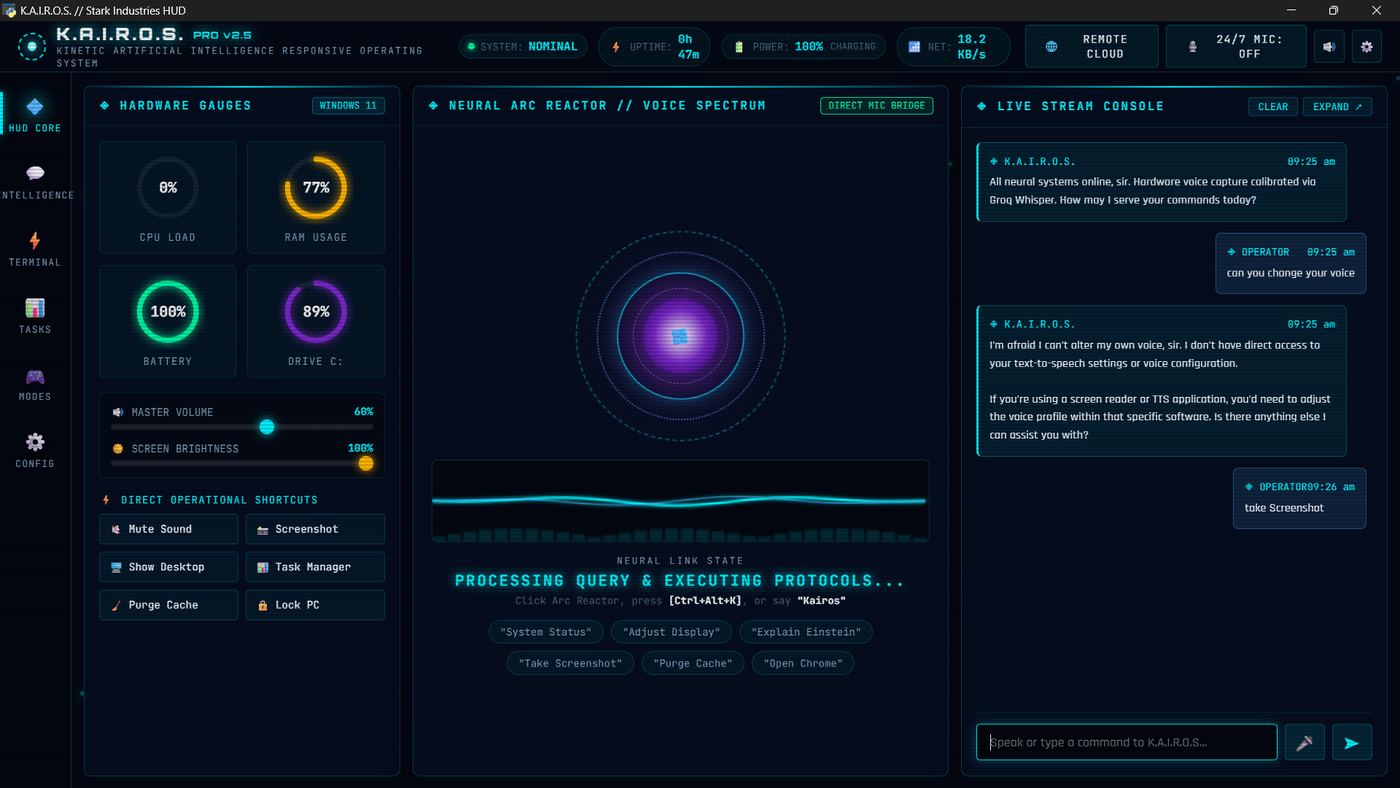 K.A.I.R.O.S. // Stark Industries HUD
K.A.I.R.O.S. PRO v2.5
KINETIC ARTIFICIAL INTELLIGENCE RESPONSIVE OPERATING
SYSTEM
SYSTEM: NOMINAL
UPTIME: 0h
47m
POWER: 100% CHARGING
NET: 18.2
KB/s
REMOTE
CLOUD
24/7 MIC:
OFF
HUD CORE
INTELLIGENCE
TERMINAL
TASKS
MODES
CONFIG
HARDWARE GAUGES
WINDOWS 11
0%
CPU LOAD
77%
RAM USAGE
100%
BATTERY
89%
DRIVE C:
MASTER VOLUME 60%
SCREEN BRIGHTNESS 100%
DIRECT OPERATIONAL SHORTCUTS
Mute Sound
Screenshot
Show Desktop
Task Manager
Purge Cache
Lock PC
NEURAL ARC REACTOR // VOICE SPECTRUM
DIRECT MIC BRIDGE
NEURAL LINK STATE
PROCESSING QUERY & EXECUTING PROTOCOLS...
Click Arc Reactor, press [Ctrl+Alt+K], or say "Kairos"
"System Status"
"Adjust Display"
"Explain Einstein"
"Take Screenshot"
"Purge Cache"
"Open Chrome"
LIVE STREAM CONSOLE
CLEAR
EXPAND ↗
K.A.I.R.O.S. 09:25 am
All neural systems online, sir. Hardware voice capture calibrated via
Groq Whisper. How may I serve your commands today?
OPERATOR 09:25 am
can you change your voice
K.A.I.R.O.S. 09:25 am
I'm afraid I can't alter my own voice, sir. I don't have direct access to
your text-to-speech settings or voice configuration.
If you're using a screen reader or TTS application, you'd need to adjust
the voice profile within that specific software. Is there anything else I
can assist you with?
OPERATOR09:26 am
take Screenshot
Speak or type a command to K.A.I.R.O.S...